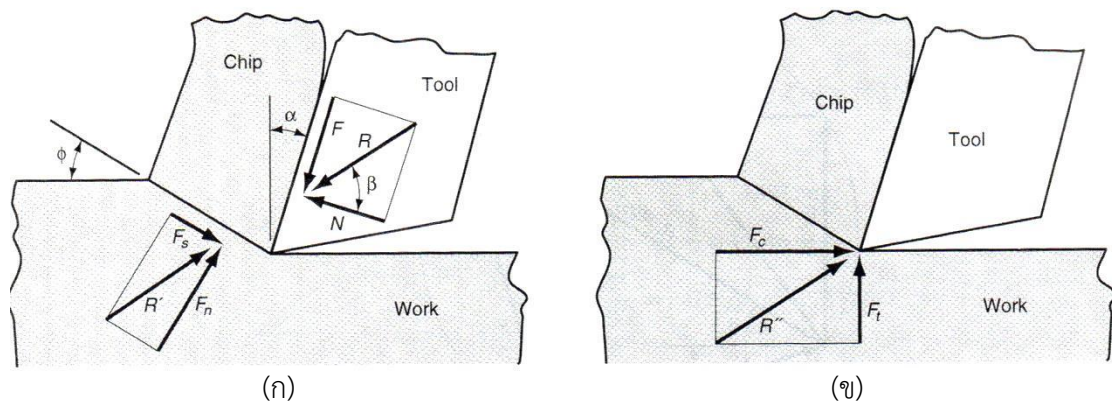 Chip
Tool
α
F
R
β
N
ϕ
Fs
R′
Fn
Work
(ก)
Chip
Tool
Fc
R″
Ft
Work
(ข)